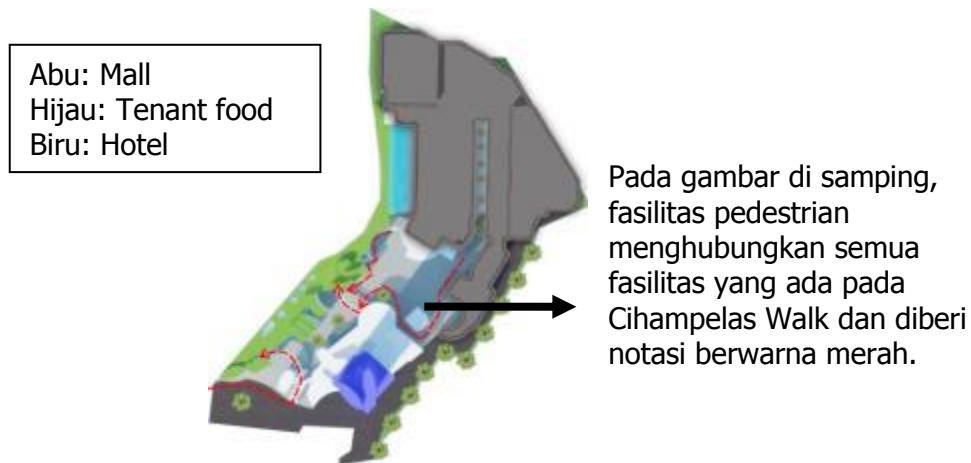 Abu: Mall
Hijau: Tenant food
Biru: Hotel
Pada gambar di samping,
fasilitas pedestrian
menghubungkan semua
fasilitas yang ada pada
Cihampelas Walk dan diberi
notasi berwarna merah.